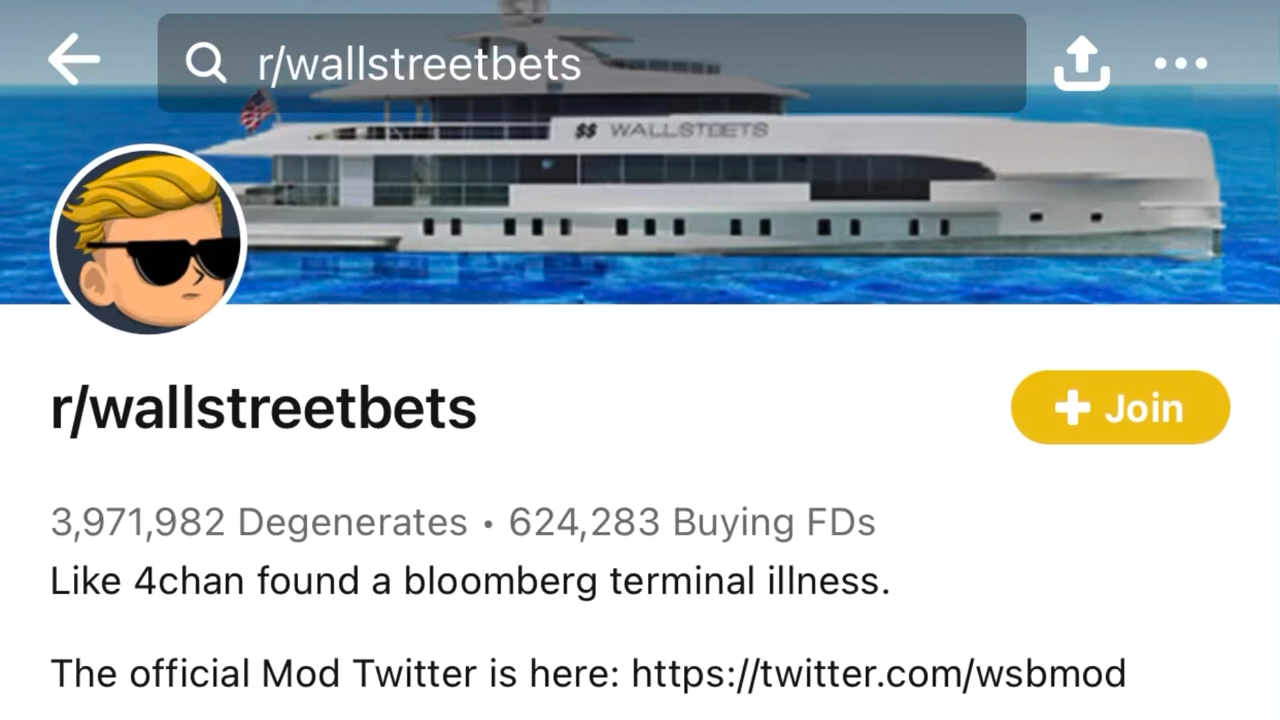 r/wallstreetbets
$$ WALLSTBETS
r/wallstreetbets
Join
3,971,982 Degenerates • 624,283 Buying FDs
Like 4chan found a bloomberg terminal illness.
The official Mod Twitter is here: https://twitter.com/wsbmod